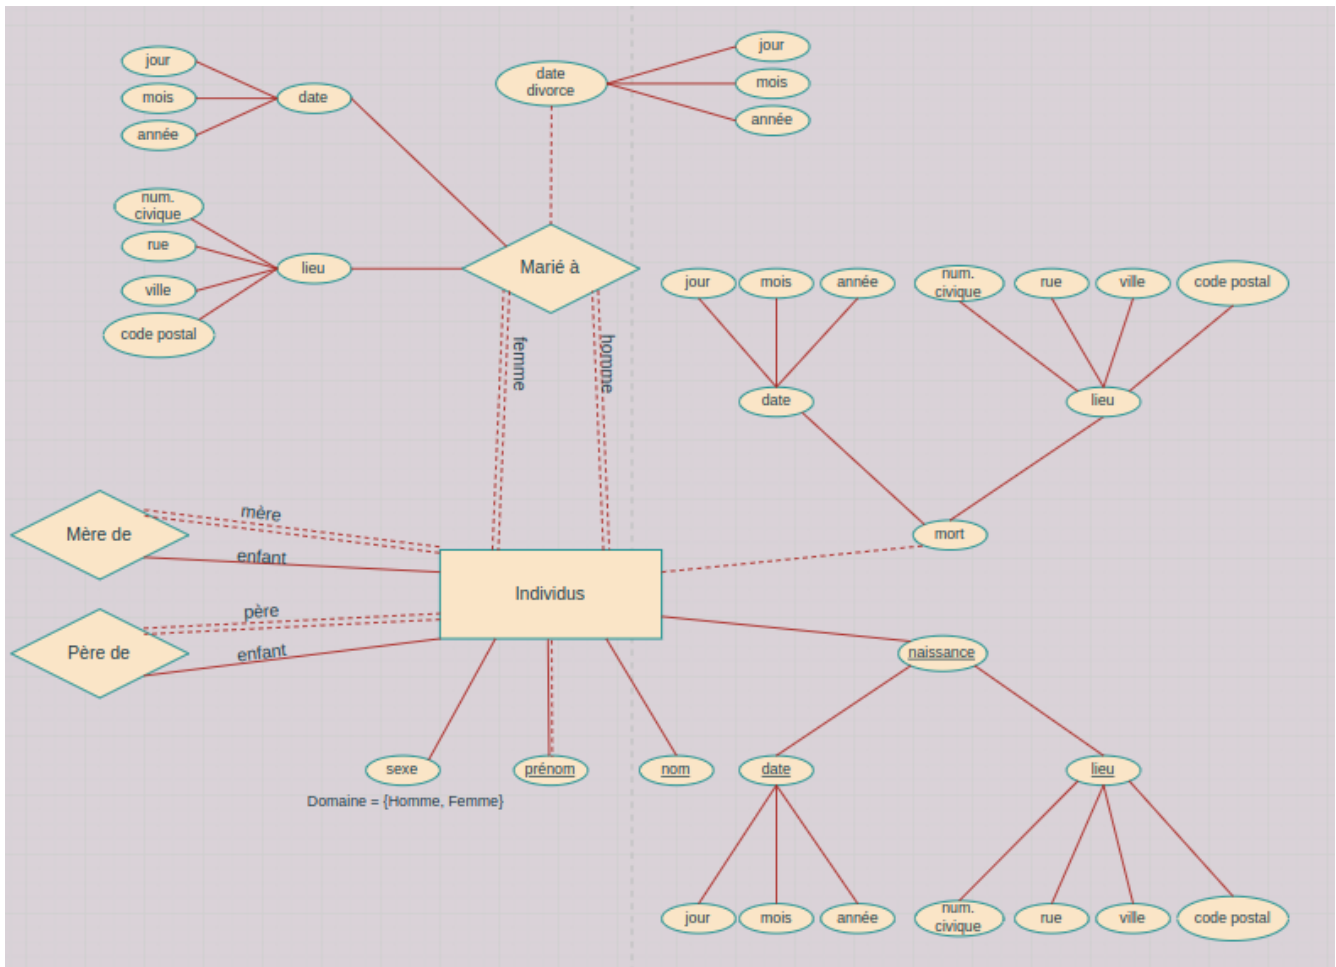 jour
mois
année
date
date
divorce
jour
mois
année
num.
civique
rue
ville
code postal
lieu
Marié à
femme
homme
jour
mois
année
num.
civique
rue
ville
code postal
date
lieu
mort
Mère de
mère
enfant
Père de
père
enfant
Individus
naissance
sexe
prénom
nom
date
lieu
Domaine = {Homme, Femme}
jour
mois
année
num.
civique
rue
ville
code postal